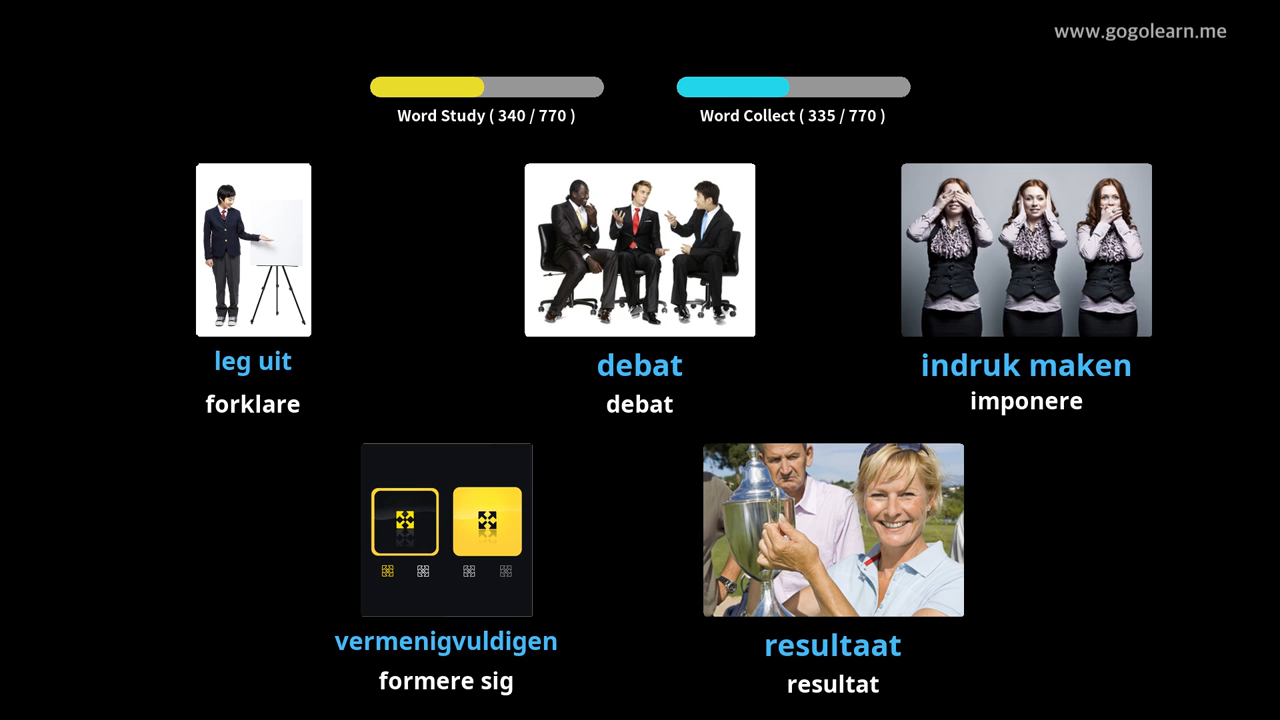 www.gogolearn.me
Word Study ( 340 / 770 )
Word Collect ( 335 / 770 )
leg uit
forklare
debat
debat
indruk maken
imponere
vermenigvuldigen
formere sig
resultaat
resultat